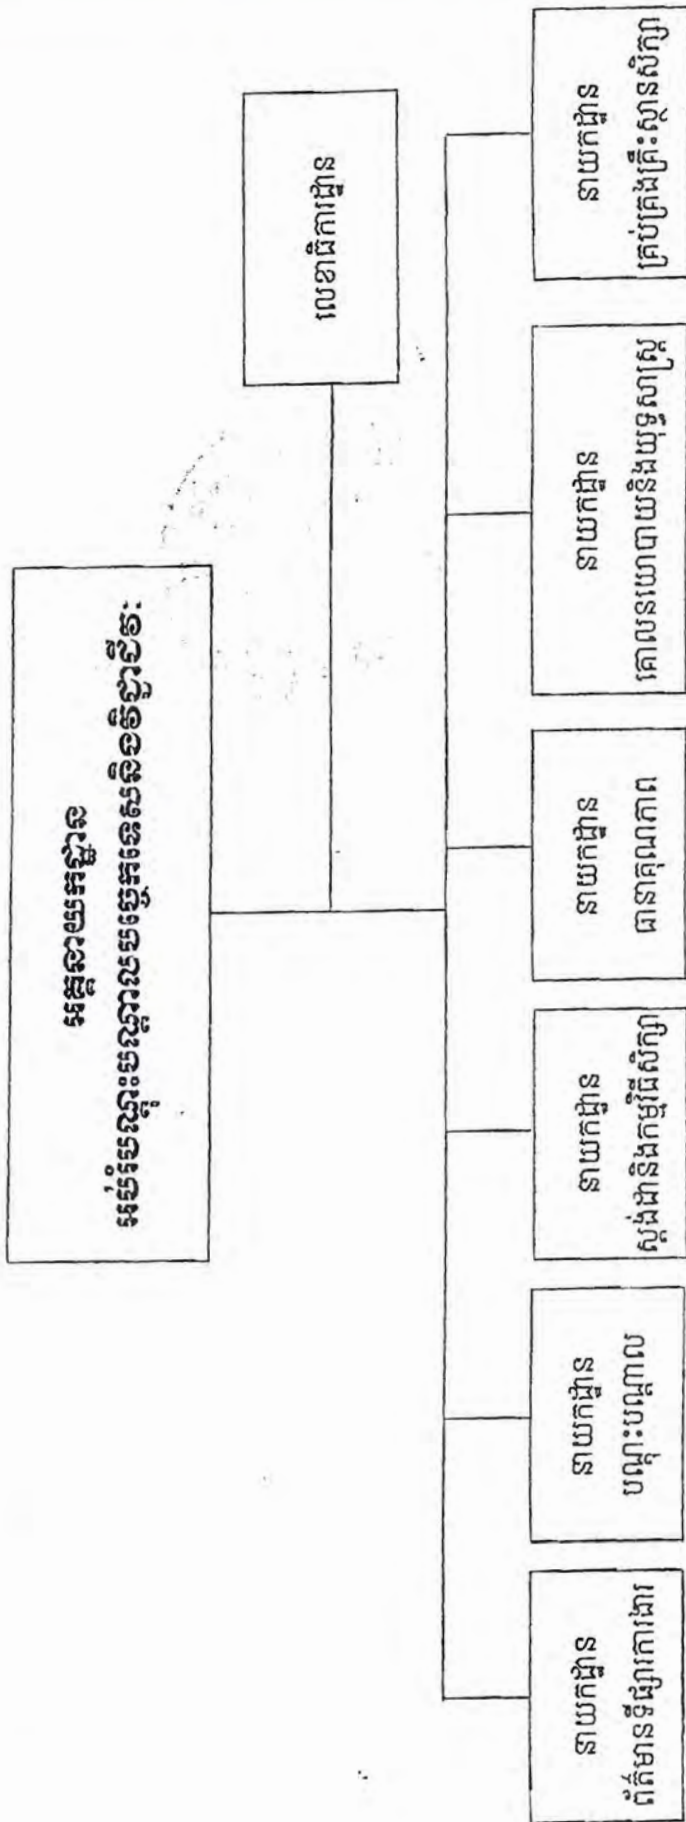 អគ្គនាយកដ្ឋាន
អប់រំបណ្តុះបណ្តាលបច្ចេកទេសនិងវិជ្ជាជីវៈ
លេខាធិការដ្ឋាន
នាយកដ្ឋាន
ព័ត៌មានទីផ្សារការងារ
នាយកដ្ឋាន
បណ្តុះបណ្តាល
នាយកដ្ឋាន
ស្តង់ដានិងកម្មវិធីសិក្សា
នាយកដ្ឋាន
ធានាគុណភាព
នាយកដ្ឋាន
គោលនយោបាយនិងយុទ្ធសាស្ត្រ
នាយកដ្ឋាន
គ្រប់គ្រងគ្រឹះស្ថានសិក្សា